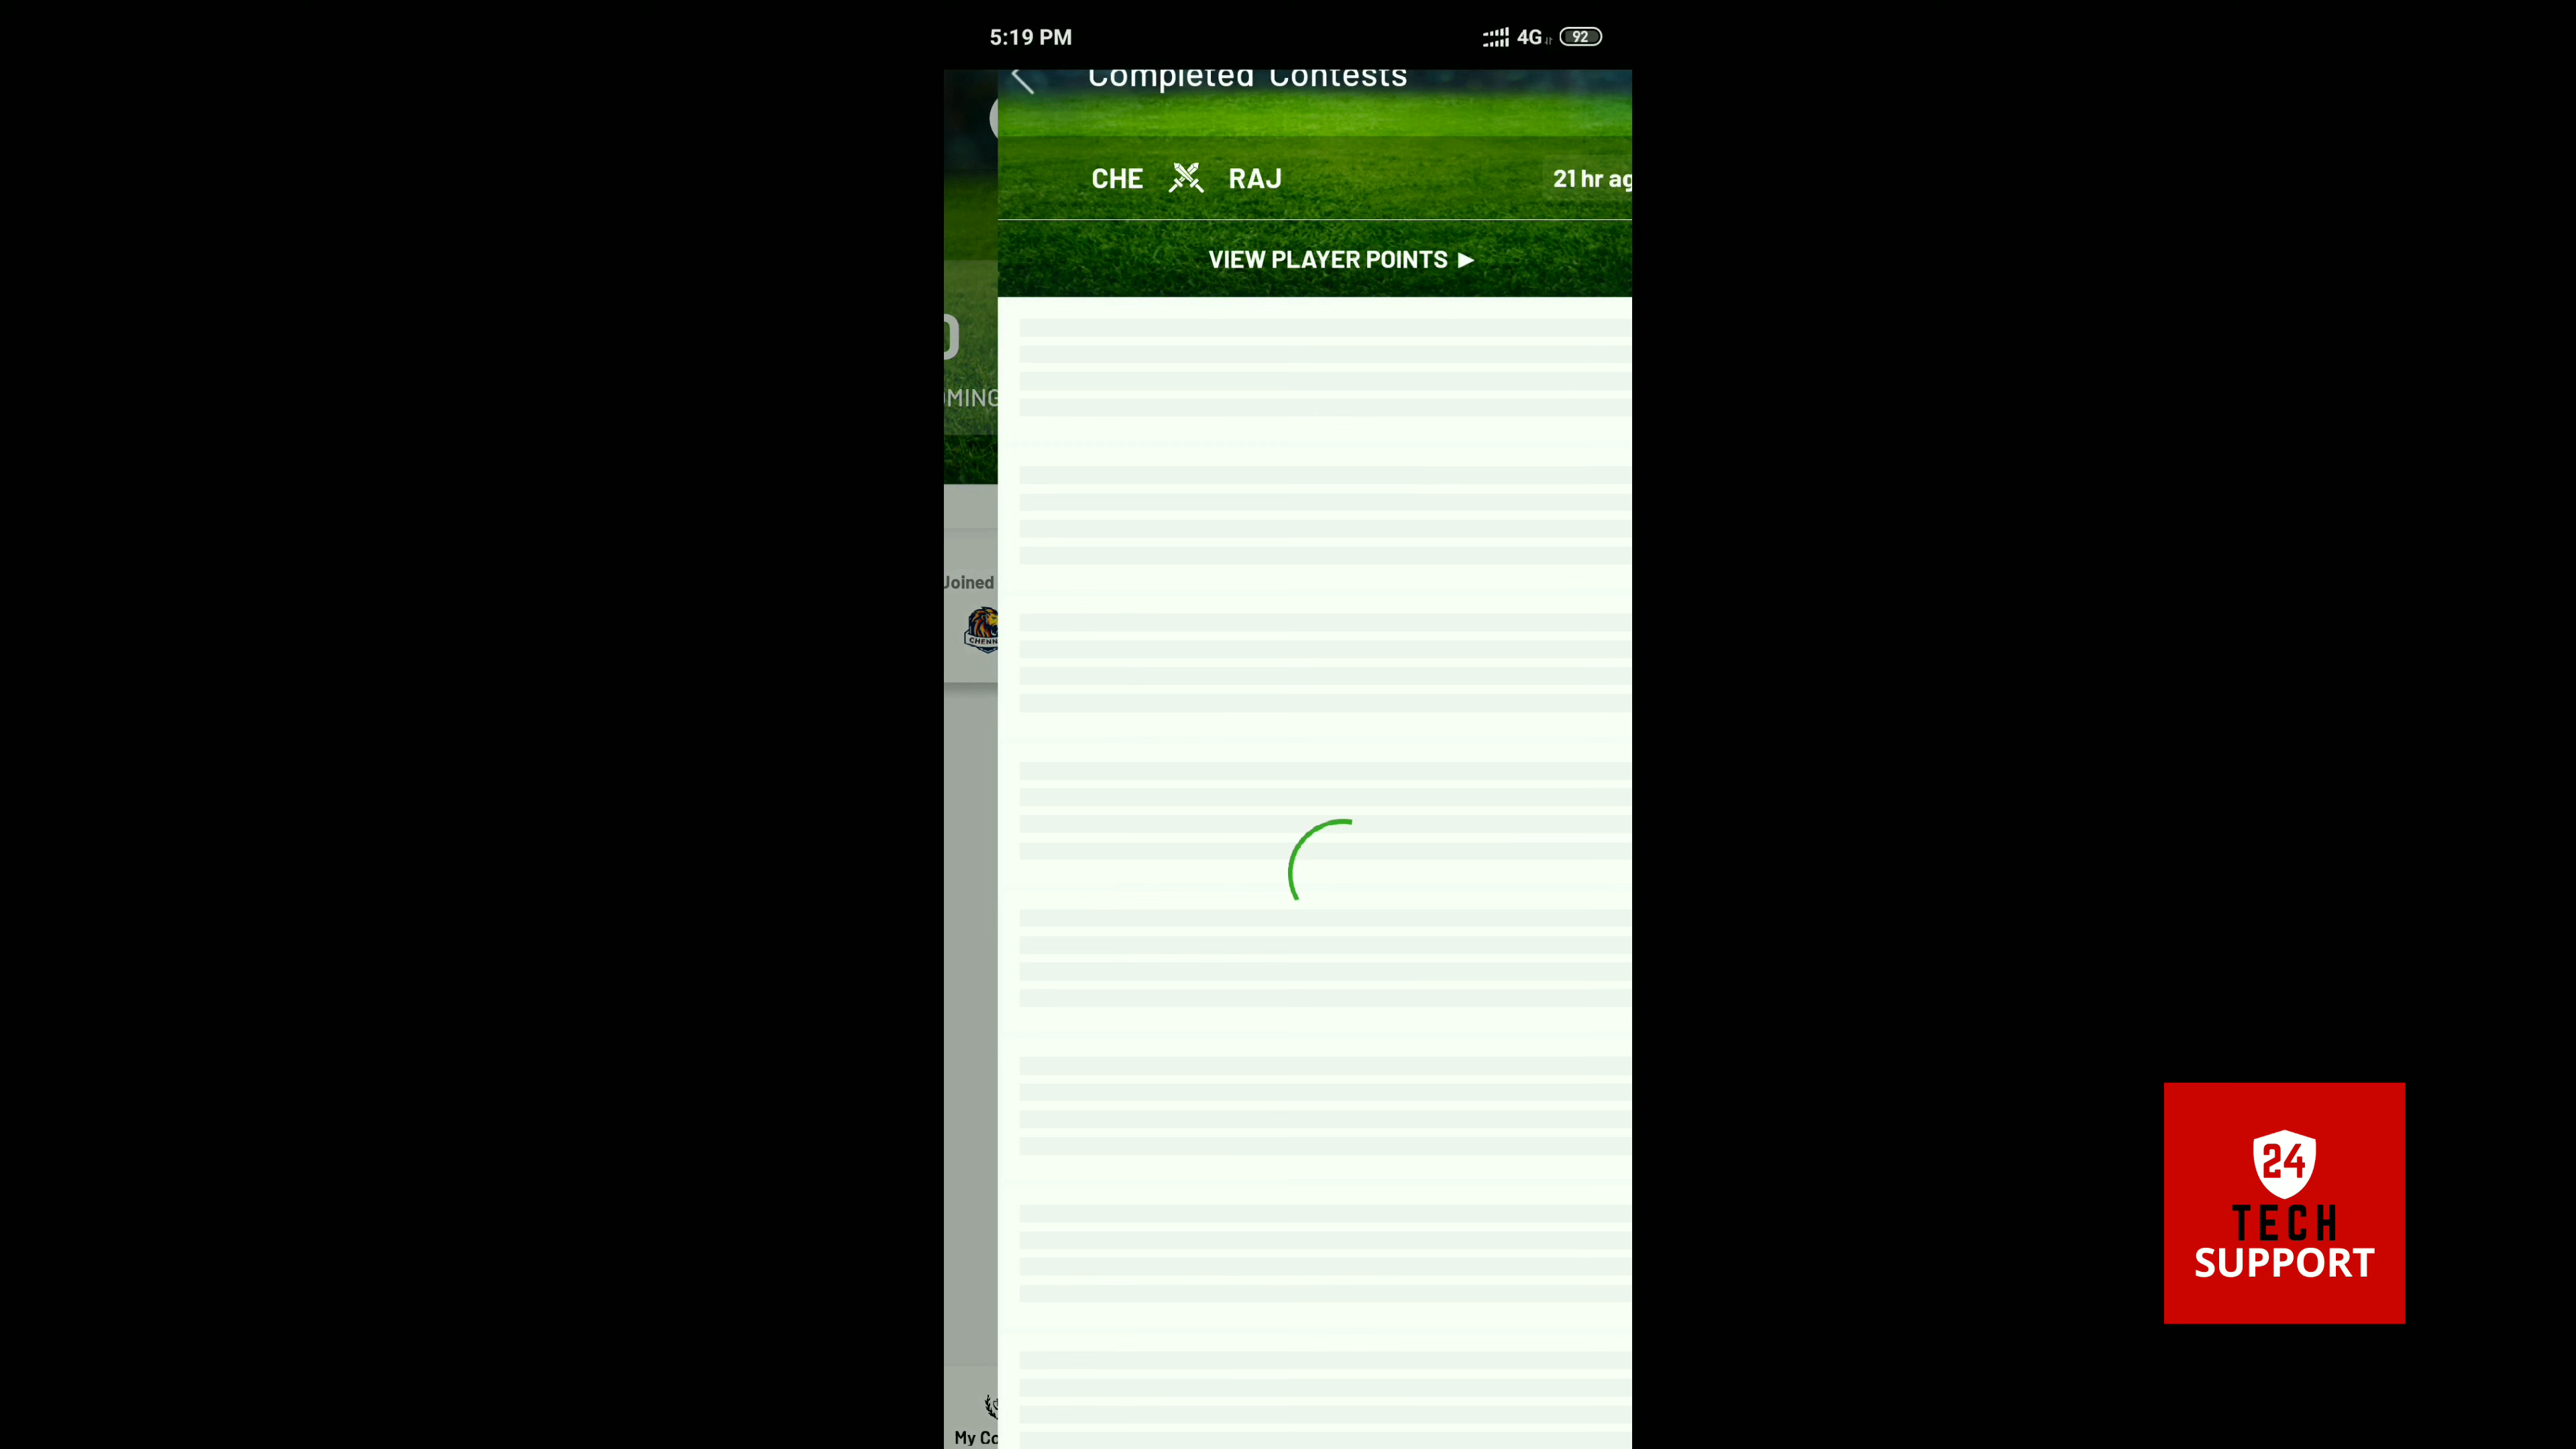 5:19 PM
4G
92
Completed Contests
CHE RAJ
21 hr ag
VIEW PLAYER POINTS ►
MING
Joined
CHENN
My Co
24
TECH
SUPPORT